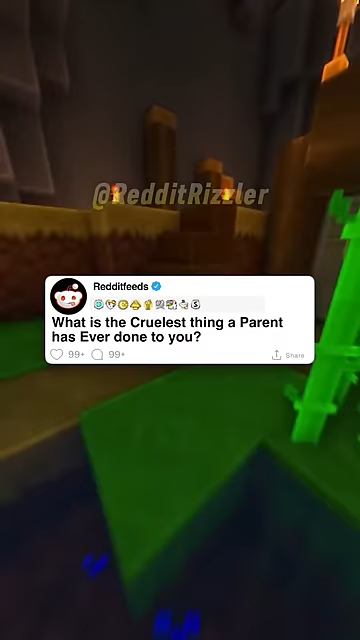 @RedditRizzler
Redditfeeds
What is the Cruelest thing a Parent
has Ever done to you?
99+ 99+ Share